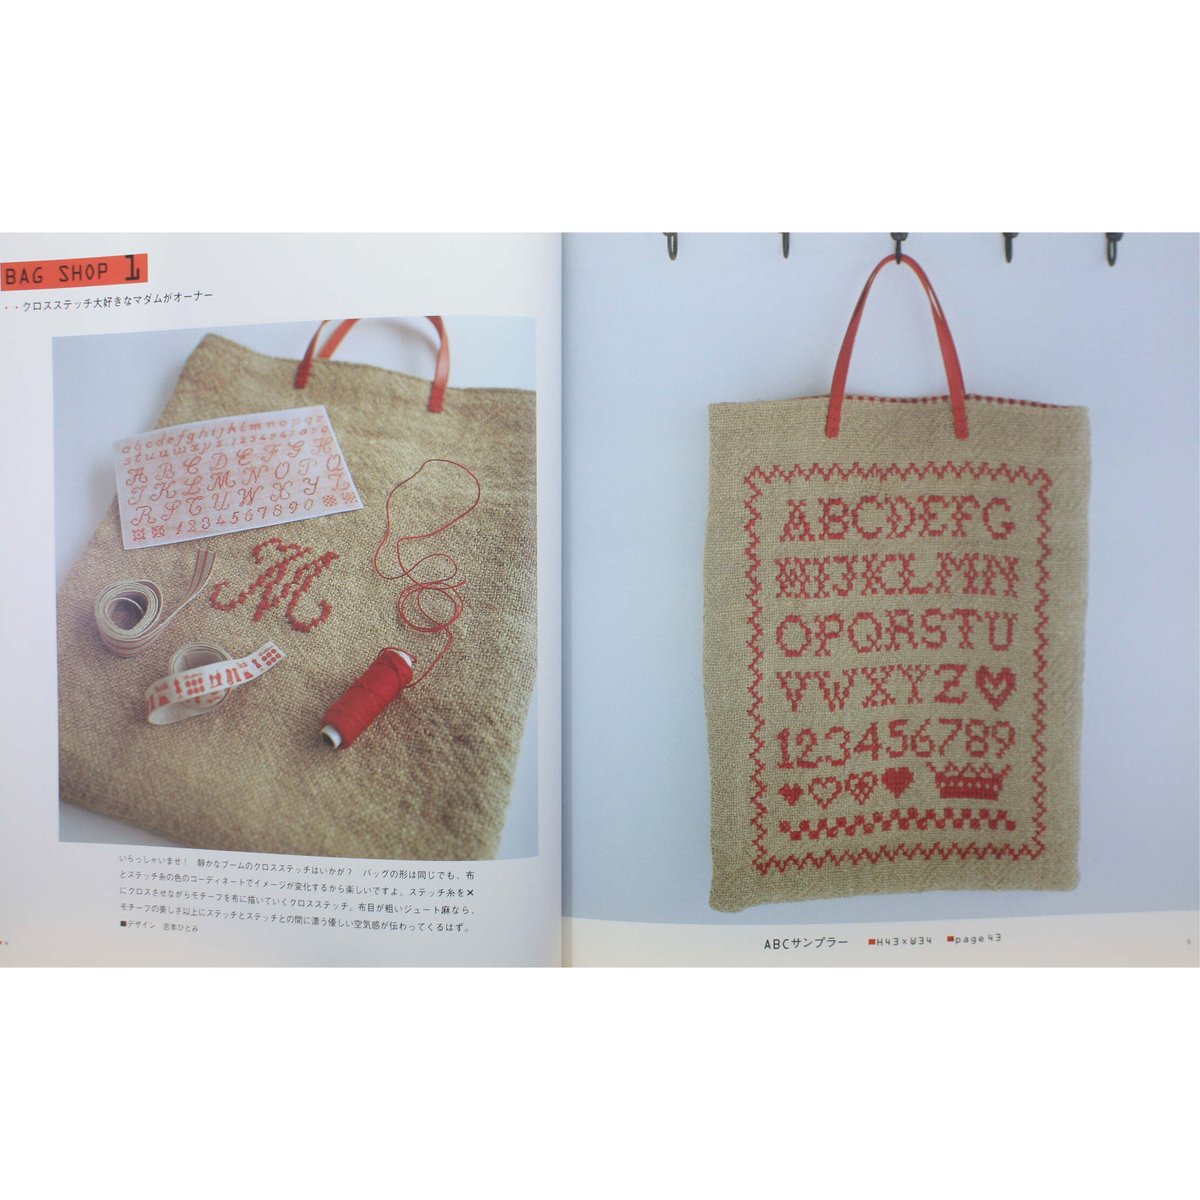 BAG SHOP 1
・・クロスステッチ大好きなマダムがオーナー
abcdefghijklmnopqr
stuvwxyz.1234567890
ABCDEFGH
IJKLMNOPQ
RSTUVWXYZ
1234567890
M
いらっしゃいませ！　静かなブームのクロスステッチはいかが？　バッグの形は同じでも、布
とステッチ糸の色のコーディネートでイメージが変化するから楽しいですよ。ステッチ糸を✕
にクロスさせながらモチーフを布に描いていくクロスステッチ。布目が粗いジュート麻なら、
モチーフの美しさ以上にステッチとステッチとの間に漂う優しい空気感が伝わってくるはず。
■デザイン　吉本ひとみ
ABCDEFG
HIJKLMN
OPQRSTU
VWXYZ♥
123456789
ABCサンプラー　■H43×W34　■page43